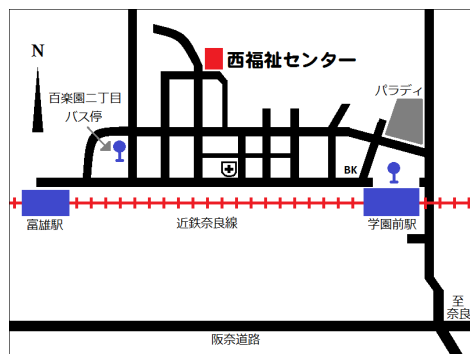 N
西福祉センター
百楽園二丁目
バス停
パラディ
BK
富雄駅
近鉄奈良線
学園前駅
至
奈良
阪奈道路